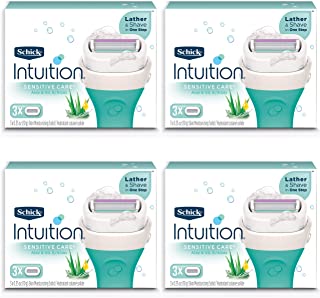 Schick
Lather
& Shave
in One Step
Intuition
SENSITIVE CARE
3X
Schick
Lather
& Shave
in One Step
Intuition
SENSITIVE CARE
3X
Schick
Lather
& Shave
in One Step
Intuition
SENSITIVE CARE
3X
Schick
Lather
& Shave
in One Step
Intuition
SENSITIVE CARE
3X